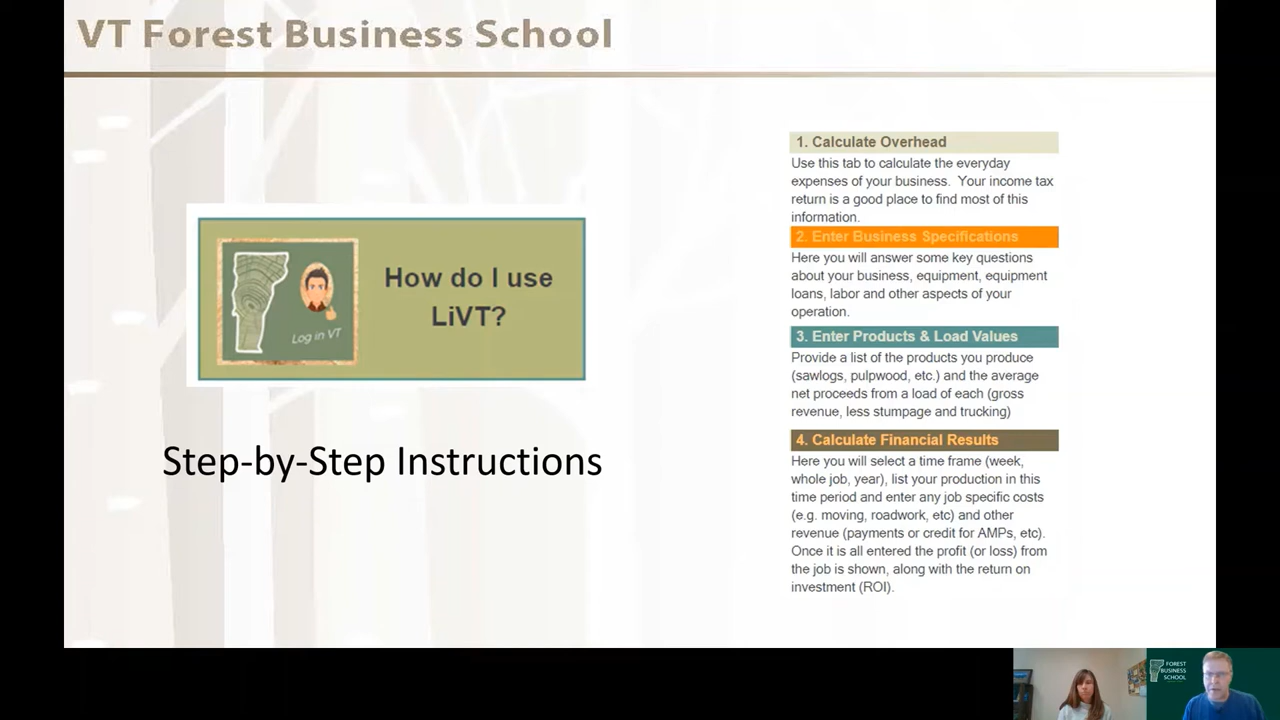 VT Forest Business School
How do I use
LiVT?
Log in VT
Step-by-Step Instructions
1. Calculate Overhead
Use this tab to calculate the everyday
expenses of your business.  Your income tax
return is a good place to find most of this
information.
2. Enter Business Specifications
Here you will answer some key questions
about your business, equipment, equipment
loans, labor and other aspects of your
operation.
3. Enter Products & Load Values
Provide a list of the products you produce
(sawlogs, pulpwood, etc.) and the average
net proceeds from a load of each (gross
revenue, less stumpage and trucking)
4. Calculate Financial Results
Here you will select a time frame (week,
whole job, year), list your production in this
time period and enter any job specific costs
(e.g. moving, roadwork, etc) and other
revenue (payments or credit for AMPs, etc).
Once it is all entered the profit (or loss) from
the job is shown, along with the return on
investment (ROI).
FOREST
BUSINESS
SCHOOL